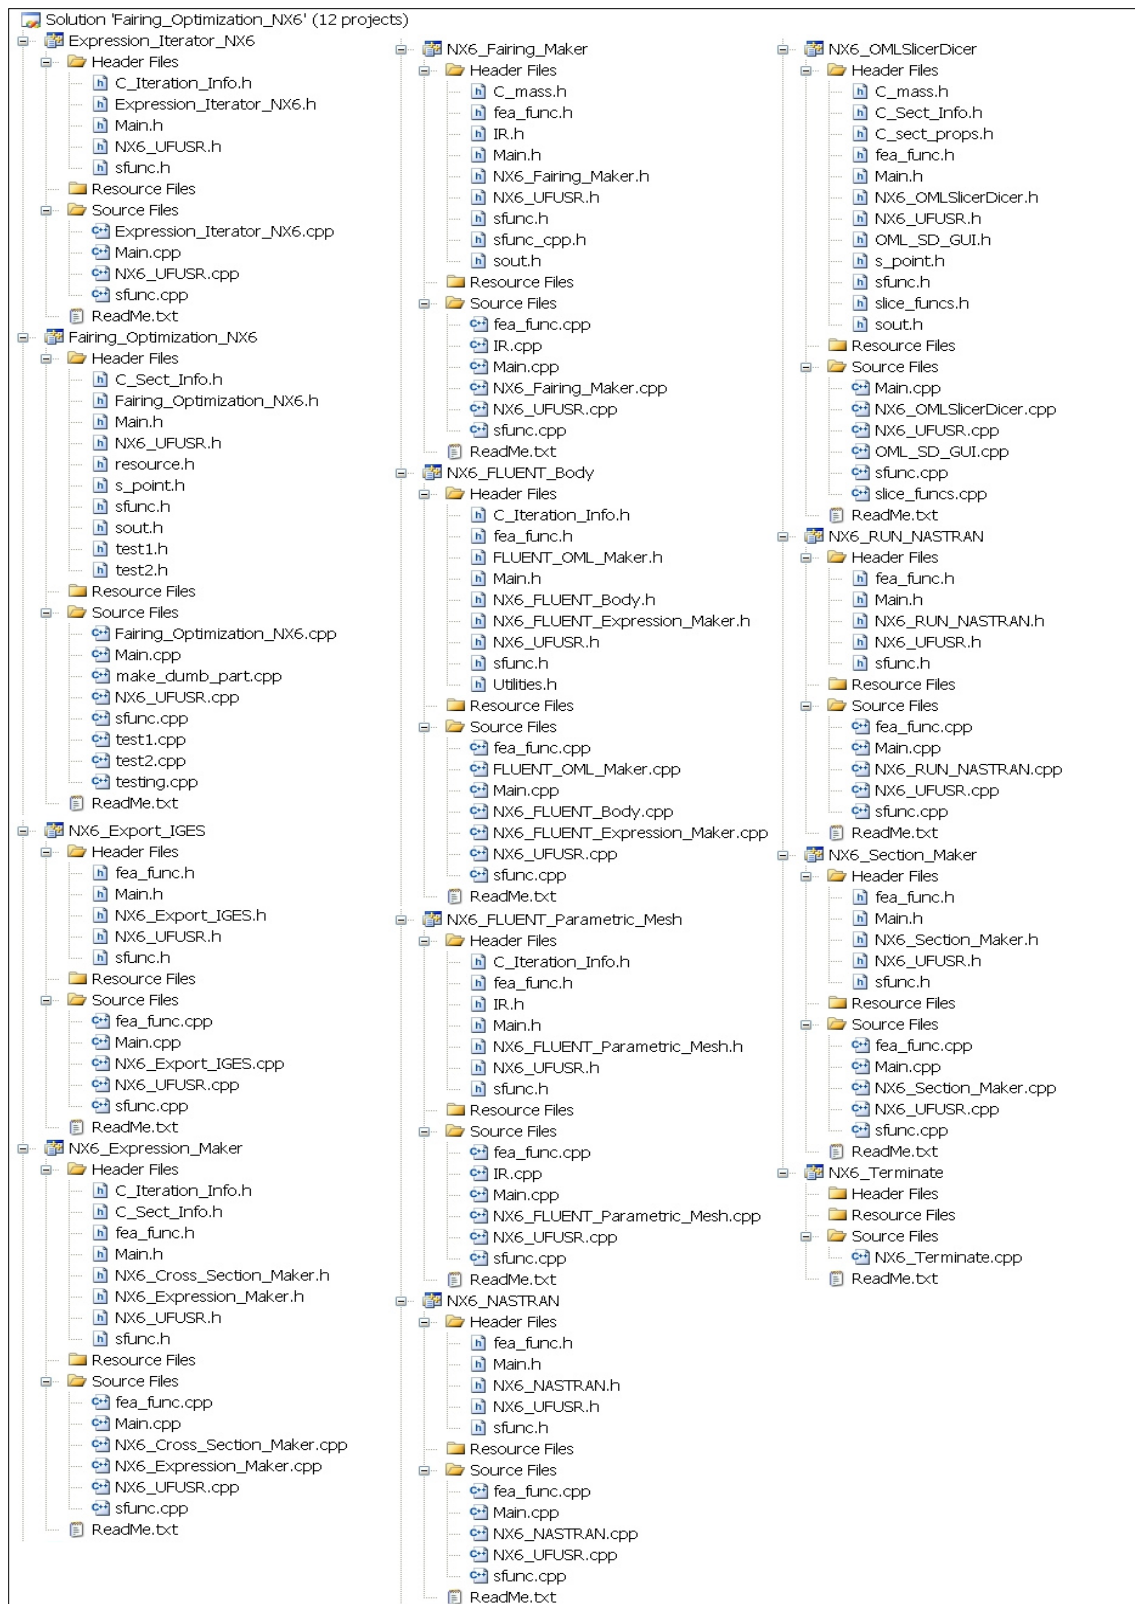 Solution 'Fairing_Optimization_NX6' (12 projects)
Expression_Iterator_NX6
Header Files
C_Iteration_Info.h
Expression_Iterator_NX6.h
Main.h
NX6_UFUSR.h
sfunc.h
Resource Files
Source Files
Expression_Iterator_NX6.cpp
Main.cpp
NX6_UFUSR.cpp
sfunc.cpp
ReadMe.txt
Fairing_Optimization_NX6
Header Files
C_Sect_Info.h
Fairing_Optimization_NX6.h
Main.h
NX6_UFUSR.h
resource.h
s_point.h
sfunc.h
sout.h
test1.h
test2.h
Resource Files
Source Files
Fairing_Optimization_NX6.cpp
Main.cpp
make_dumb_part.cpp
NX6_UFUSR.cpp
sfunc.cpp
test1.cpp
test2.cpp
testing.cpp
ReadMe.txt
NX6_Export_IGES
Header Files
fea_func.h
Main.h
NX6_Export_IGES.h
NX6_UFUSR.h
sfunc.h
Resource Files
Source Files
fea_func.cpp
Main.cpp
NX6_Export_IGES.cpp
NX6_UFUSR.cpp
sfunc.cpp
ReadMe.txt
NX6_Expression_Maker
Header Files
C_Iteration_Info.h
C_Sect_Info.h
fea_func.h
Main.h
NX6_Cross_Section_Maker.h
NX6_Expression_Maker.h
NX6_UFUSR.h
sfunc.h
Resource Files
Source Files
fea_func.cpp
Main.cpp
NX6_Cross_Section_Maker.cpp
NX6_Expression_Maker.cpp
NX6_UFUSR.cpp
sfunc.cpp
ReadMe.txt
NX6_Fairing_Maker
Header Files
C_mass.h
fea_func.h
IR.h
Main.h
NX6_Fairing_Maker.h
NX6_UFUSR.h
sfunc.h
sfunc_cpp.h
sout.h
Resource Files
Source Files
fea_func.cpp
IR.cpp
Main.cpp
NX6_Fairing_Maker.cpp
NX6_UFUSR.cpp
sfunc.cpp
ReadMe.txt
NX6_FLUENT_Body
Header Files
C_Iteration_Info.h
fea_func.h
FLUENT_OML_Maker.h
Main.h
NX6_FLUENT_Body.h
NX6_FLUENT_Expression_Maker.h
NX6_UFUSR.h
sfunc.h
Utilities.h
Resource Files
Source Files
fea_func.cpp
FLUENT_OML_Maker.cpp
Main.cpp
NX6_FLUENT_Body.cpp
NX6_FLUENT_Expression_Maker.cpp
NX6_UFUSR.cpp
sfunc.cpp
ReadMe.txt
NX6_FLUENT_Parametric_Mesh
Header Files
C_Iteration_Info.h
fea_func.h
IR.h
Main.h
NX6_FLUENT_Parametric_Mesh.h
NX6_UFUSR.h
sfunc.h
Resource Files
Source Files
fea_func.cpp
IR.cpp
Main.cpp
NX6_FLUENT_Parametric_Mesh.cpp
NX6_UFUSR.cpp
sfunc.cpp
ReadMe.txt
NX6_NASTRAN
Header Files
fea_func.h
Main.h
NX6_NASTRAN.h
NX6_UFUSR.h
sfunc.h
Resource Files
Source Files
fea_func.cpp
Main.cpp
NX6_NASTRAN.cpp
NX6_UFUSR.cpp
sfunc.cpp
ReadMe.txt
NX6_OMLSlicerDicer
Header Files
C_mass.h
C_Sect_Info.h
C_sect_props.h
fea_func.h
Main.h
NX6_OMLSlicerDicer.h
NX6_UFUSR.h
OML_SD_GUI.h
s_point.h
sfunc.h
slice_funcs.h
sout.h
Resource Files
Source Files
Main.cpp
NX6_OMLSlicerDicer.cpp
NX6_UFUSR.cpp
OML_SD_GUI.cpp
sfunc.cpp
slice_funcs.cpp
ReadMe.txt
NX6_RUN_NASTRAN
Header Files
fea_func.h
Main.h
NX6_RUN_NASTRAN.h
NX6_UFUSR.h
sfunc.h
Resource Files
Source Files
fea_func.cpp
Main.cpp
NX6_RUN_NASTRAN.cpp
NX6_UFUSR.cpp
sfunc.cpp
ReadMe.txt
NX6_Section_Maker
Header Files
fea_func.h
Main.h
NX6_Section_Maker.h
NX6_UFUSR.h
sfunc.h
Resource Files
Source Files
fea_func.cpp
Main.cpp
NX6_Section_Maker.cpp
NX6_UFUSR.cpp
sfunc.cpp
ReadMe.txt
NX6_Terminate
Header Files
Resource Files
Source Files
NX6_Terminate.cpp
ReadMe.txt